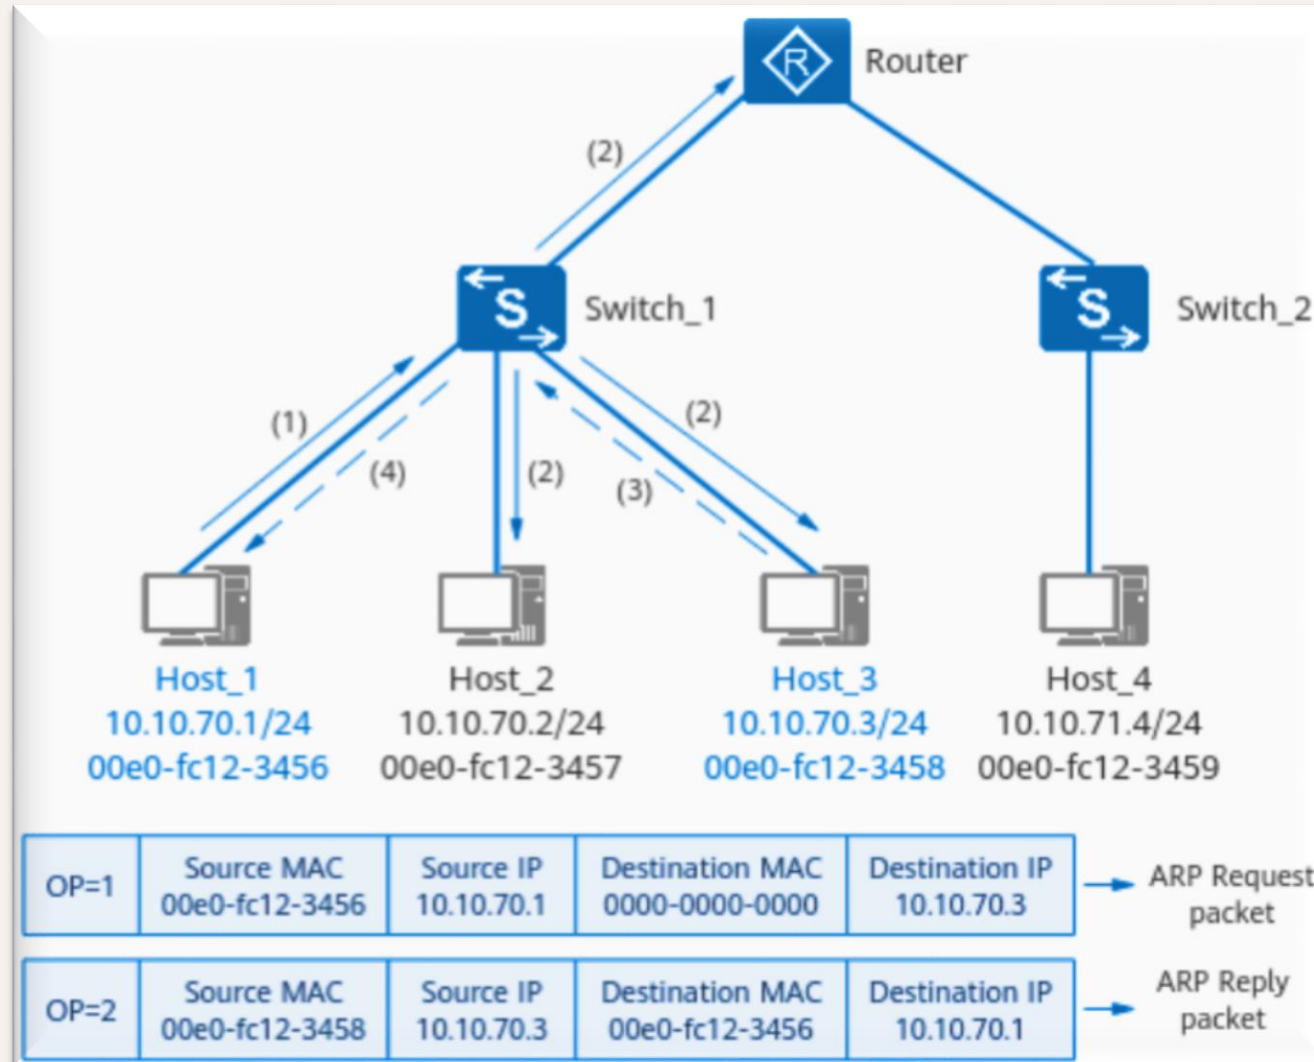 R
Router
(2)
S
Switch_1
S
Switch_2
(1)
(4)
(2)
(2)
(3)
Host_1
10.10.70.1/24
00e0-fc12-3456
Host_2
10.10.70.2/24
00e0-fc12-3457
Host_3
10.10.70.3/24
00e0-fc12-3458
Host_4
10.10.71.4/24
00e0-fc12-3459
OP=1
Source MAC
00e0-fc12-3456
Source IP
10.10.70.1
Destination MAC
0000-0000-0000
Destination IP
10.10.70.3
ARP Request
packet
OP=2
Source MAC
00e0-fc12-3458
Source IP
10.10.70.3
Destination MAC
00e0-fc12-3456
Destination IP
10.10.70.1
ARP Reply
packet